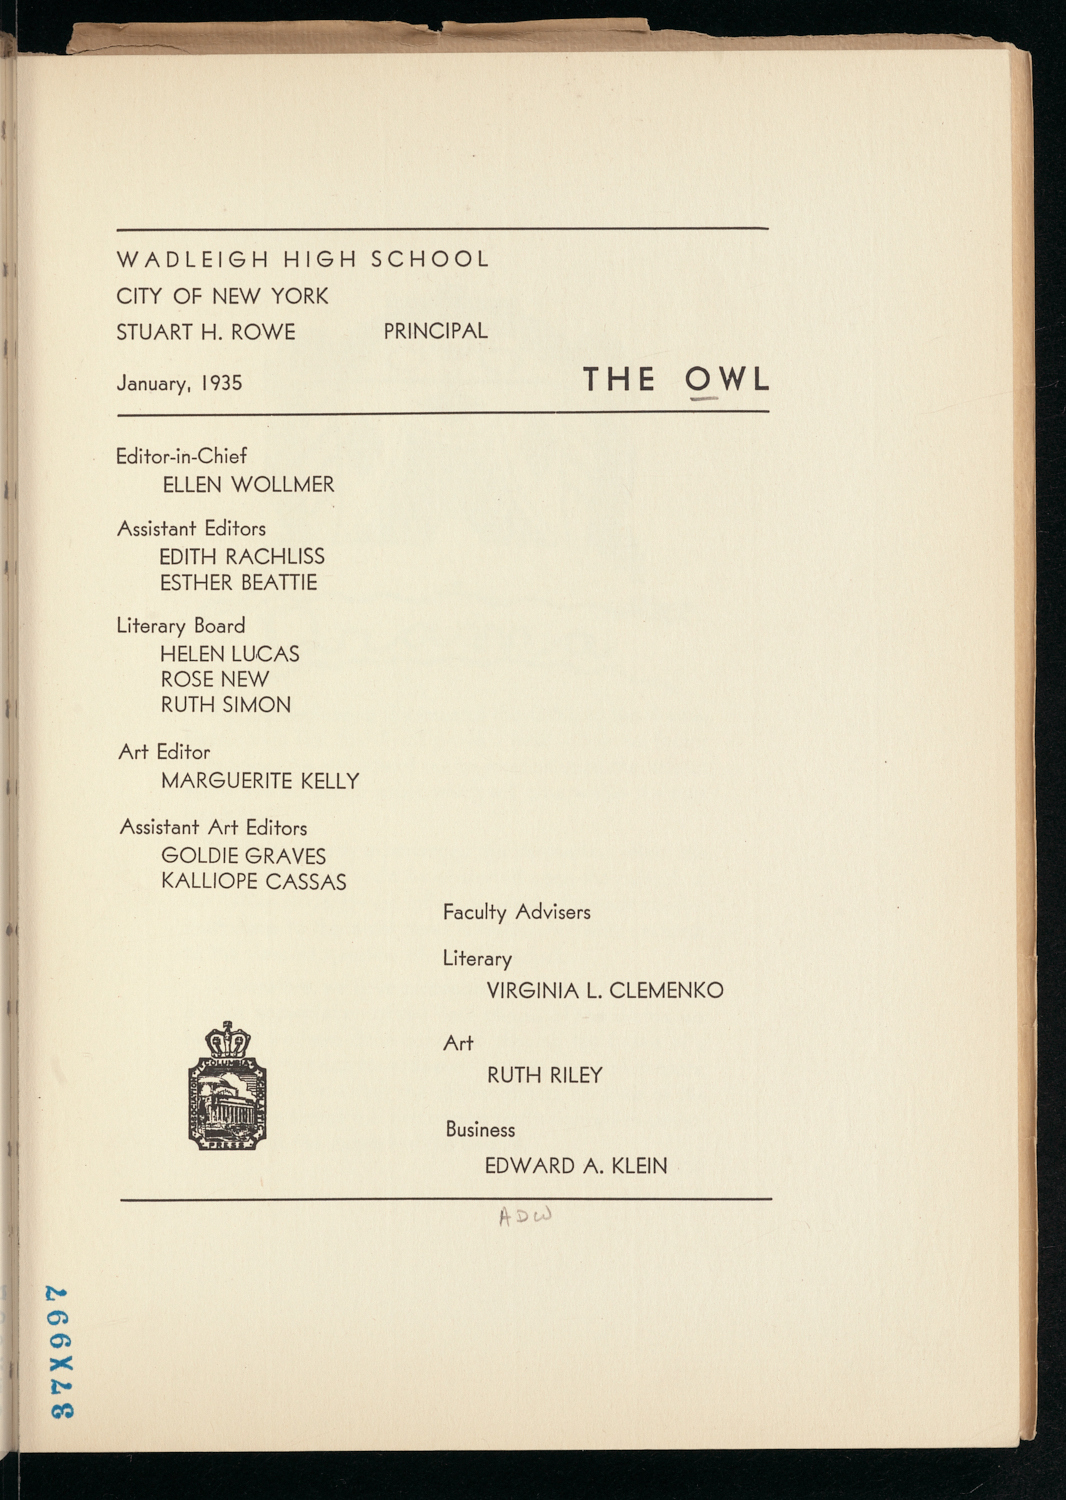 WADLEIGH HIGH SCHOOL
CITY OF NEW YORK
STUART H. ROWE PRINCIPAL
January, 1935 THE OWL
Editor-in-Chief
ELLEN WOLLMER
Assistant Editors
EDITH RACHLISS
ESTHER BEATTIE
Literary Board
HELEN LUCAS
ROSE NEW
RUTH SIMON
Art Editor
MARGUERITE KELLY
Assistant Art Editors
GOLDIE GRAVES
KALLIOPE CASSAS
Faculty Advisers
Literary
VIRGINIA L. CLEMENKO
Art
RUTH RILEY
Business
EDWARD A. KLEIN
COLUMBIA
SCHOLASTIC
PRESS
ASSOCIATION
ADW
37X997